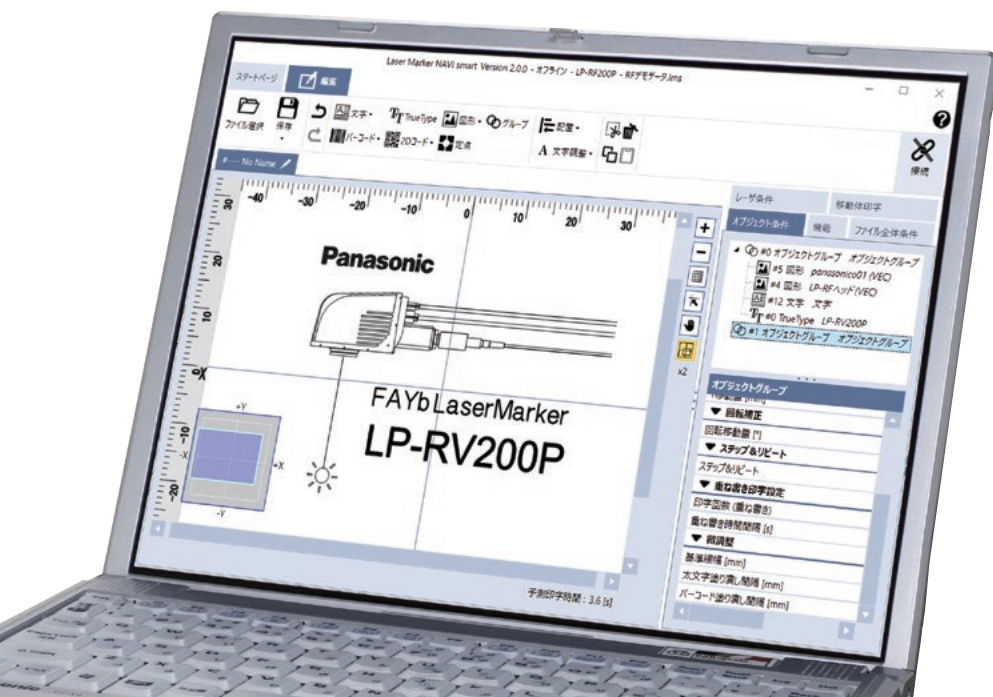 Laser Marker NAVI smart Version 2.0.0 - オフライン - LP-RF200P - RFデモデータ.lms
スタートページ 編集
ファイル選択 保存 文字 TrueType 図形 グループ 配置
バーコード 2Dコード 定点 A 文字調整 接続
No Name
レーザ条件 移動体印字
オブジェクト条件 機能 ファイル全体条件
-40 -30 -20 -10 0 10 20 30
30
20
10
0
-10
-20
Panasonic
FAYb LaserMarker
LP-RV200P
+Y
-X +X
-Y
x2
#0 オブジェクトグループ オブジェクトグループ
#5 図形 panasonico01 (VEC)
#4 図形 LP-RFヘッド(VEC)
#12 文字 文字
#0 TrueType LP-RV200P
#1 オブジェクトグループ オブジェクトグループ
オブジェクトグループ
▼ 回転補正
回転移動量 [°]
▼ ステップ&リピート
ステップ&リピート
▼ 重ね書き印字設定
印字回数 (重ね書き)
重ね書き時間間隔 [s]
▼ 微調整
基準線幅 [mm]
太文字塗り潰し間隔 [mm]
バーコード塗り潰し間隔 [mm]
予測印字時間 : 3.6 [s]